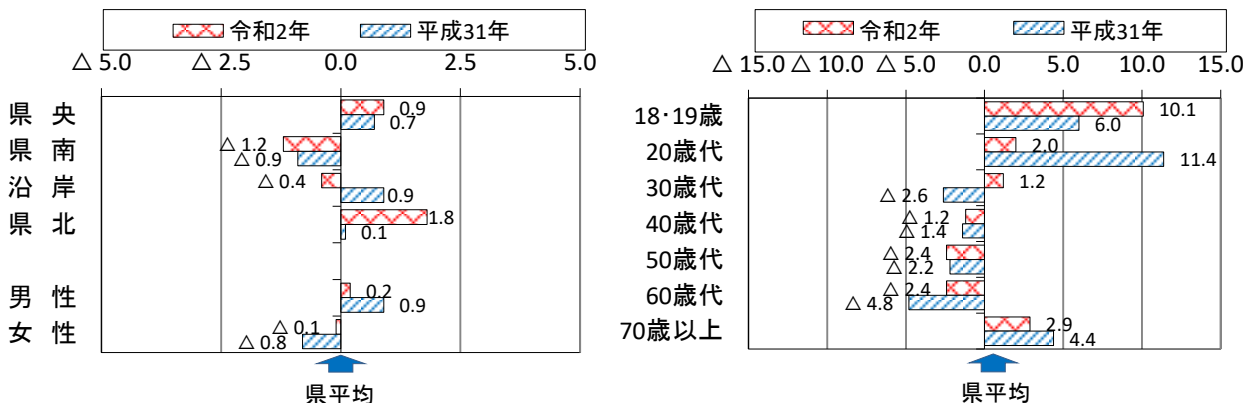 令和2年 平成31年
△ 5.0 △ 2.5 0.0 2.5 5.0
県 央 0.9
0.7
県 南 △ 1.2
△ 0.9
沿 岸 △ 0.4
0.9
県 北 1.8
0.1
男 性 0.2
0.9
女 性 △ 0.1
△ 0.8
県平均
令和2年 平成31年
△ 15.0 △ 10.0 △ 5.0 0.0 5.0 10.0 15.0
18・19歳 10.1
6.0
20歳代 2.0
11.4
30歳代 1.2
△ 2.6
40歳代 △ 1.2
△ 1.4
50歳代 △ 2.4
△ 2.2
60歳代 △ 2.4
△ 4.8
70歳以上 2.9
4.4
県平均